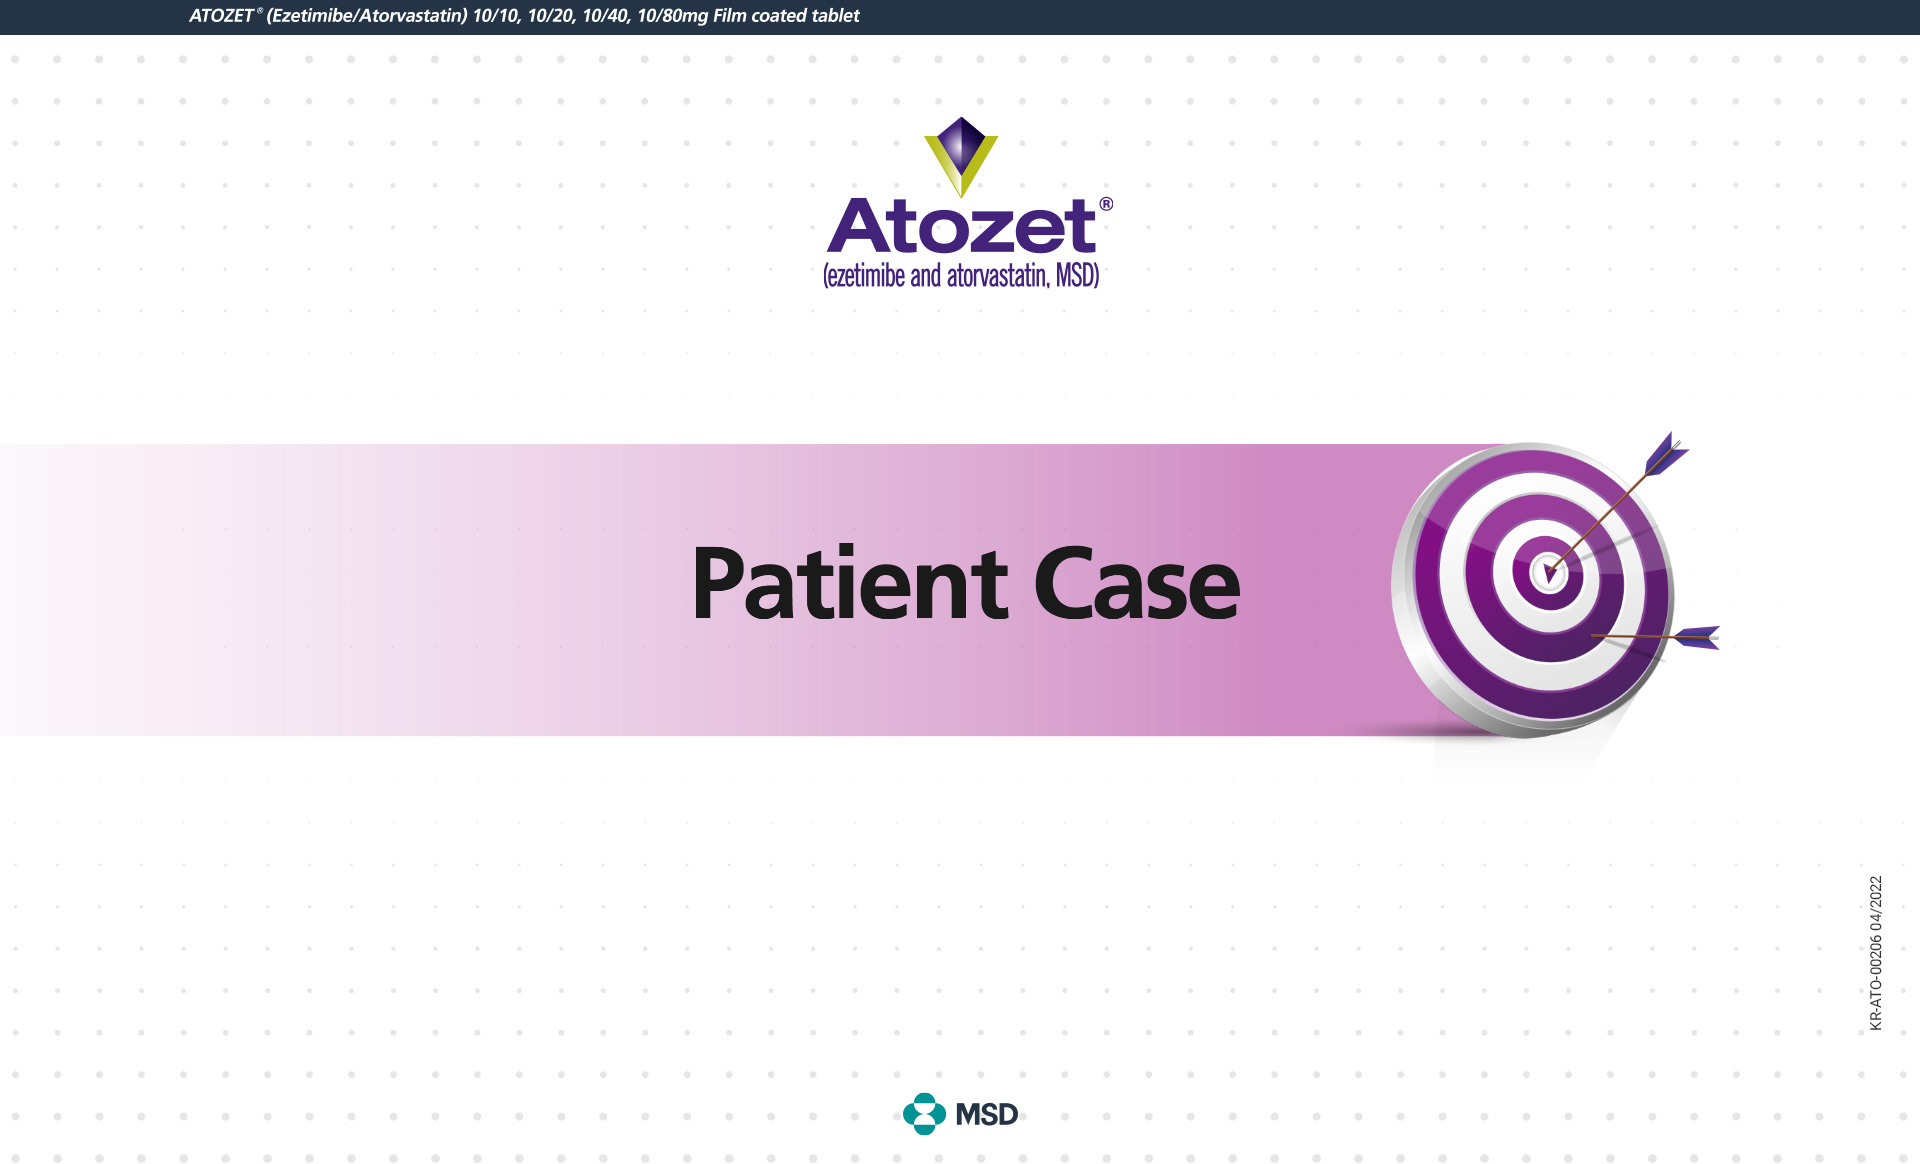 ATOZET® (Ezetimibe/Atorvastatin) 10/10, 10/20, 10/40, 10/80mg Film coated tablet
Atozet®
(ezetimibe and atorvastatin, MSD)
Patient Case
KR-ATO-00206 04/2022
MSD